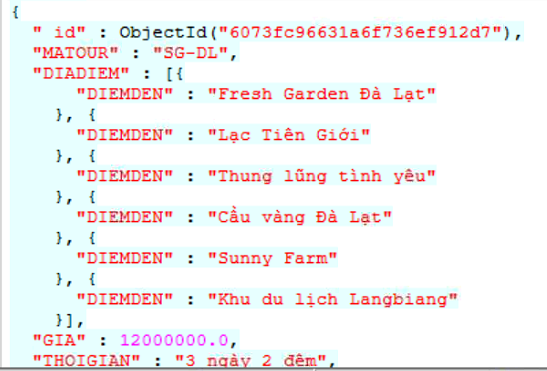 {
"_id" : ObjectId("6073fc96631a6f736ef912d7"),
"MATOUR" : "SG-DL",
"DIADIEM" : [{
"DIEMDEN" : "Fresh Garden Đà Lạt"
}, {
"DIEMDEN" : "Lạc Tiên Giới"
}, {
"DIEMDEN" : "Thung lũng tình yêu"
}, {
"DIEMDEN" : "Cầu vàng Đà Lạt"
}, {
"DIEMDEN" : "Sunny Farm"
}, {
"DIEMDEN" : "Khu du lịch Langbiang"
}],
"GIA" : 12000000.0,
"THOIGIAN" : "3 ngày 2 đêm",